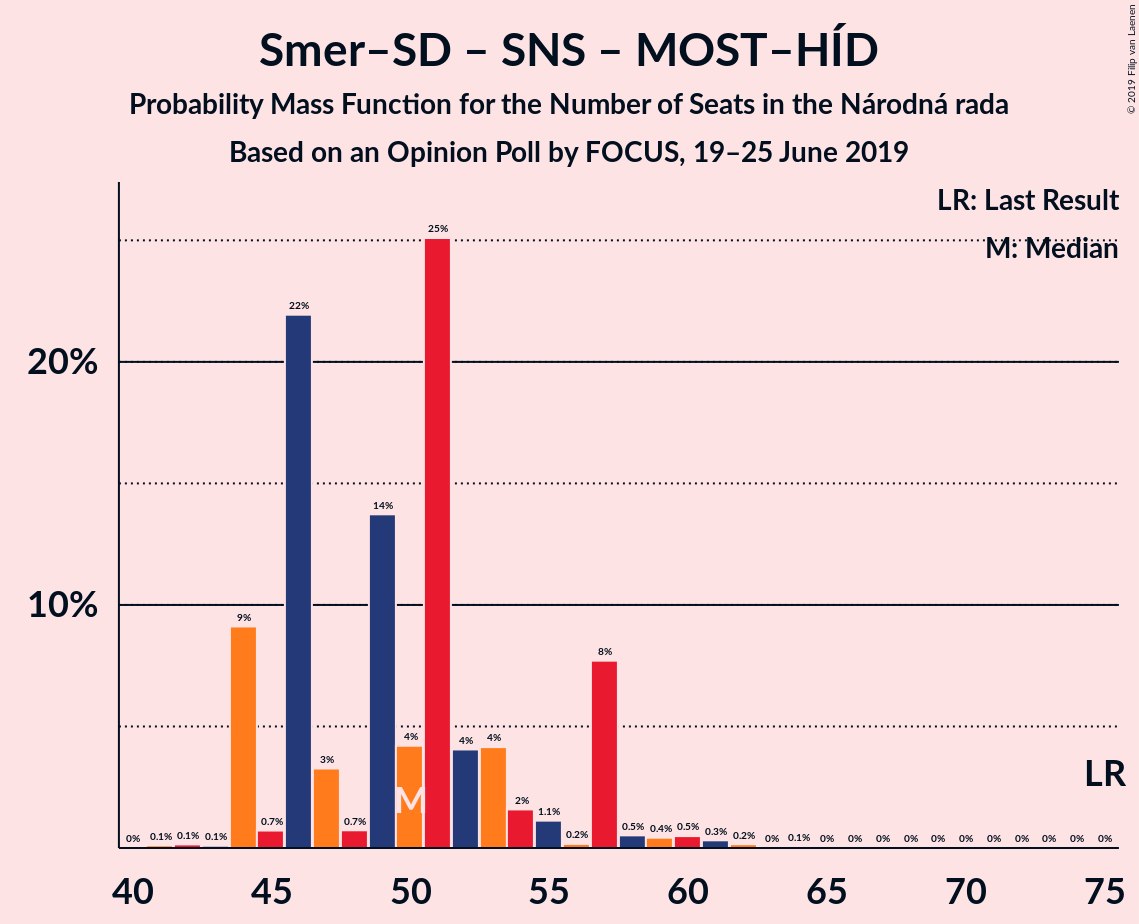 Smer–SD – SNS – MOST–HÍD
Probability Mass Function for the Number of Seats in the Národná rada
Based on an Opinion Poll by FOCUS, 19–25 June 2019
© 2019 Filip van Laenen
LR: Last Result
M: Median
25%
22%
20%
14%
10%
9%
8%
4%
4%
4%
3%
M
LR
2%
0% 0.1% 0.1% 0.1% 0.7% 0.7% 1.1% 0.2% 0.5% 0.4% 0.5% 0.3% 0.2% 0% 0.1% 0% 0% 0% 0% 0% 0% 0% 0% 0% 0% 0%
40 45 50 55 60 65 70 75